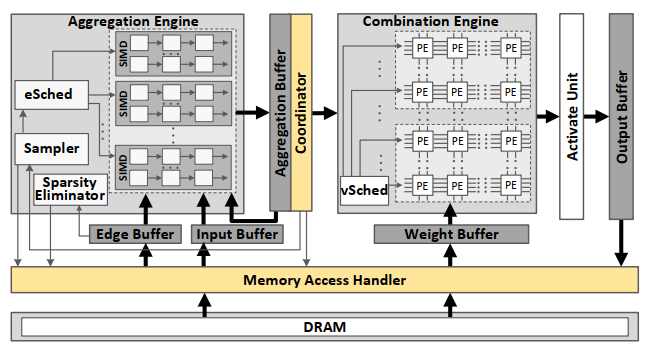 Aggregation Engine
SIMD
SIMD
SIMD
eSched
Sampler
Sparsity
Eliminator
Edge Buffer
Input Buffer
Aggregation Buffer
Coordinator
Combination Engine
PE PE PE
PE PE PE
PE PE PE
PE PE PE
vSched
Weight Buffer
Activate Unit
Output Buffer
Memory Access Handler
DRAM